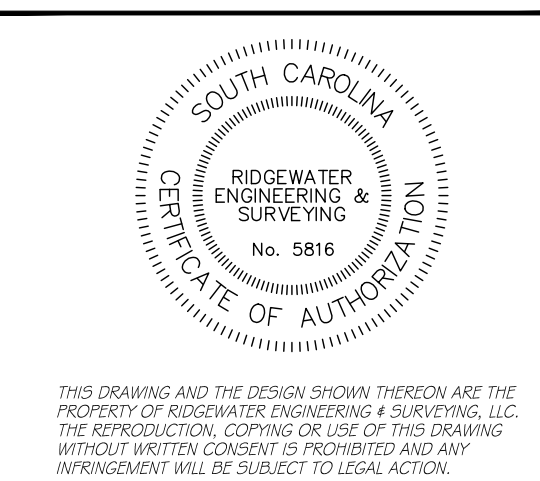 SOUTH CAROLINA
RIDGEWATER
ENGINEERING &
SURVEYING
No. 5816
CERTIFICATE OF AUTHORIZATION
THIS DRAWING AND THE DESIGN SHOWN THEREON ARE THE
PROPERTY OF RIDGEWATER ENGINEERING & SURVEYING, LLC.
THE REPRODUCTION, COPYING OR USE OF THIS DRAWING
WITHOUT WRITTEN CONSENT IS PROHIBITED AND ANY
INFRINGEMENT WILL BE SUBJECT TO LEGAL ACTION.